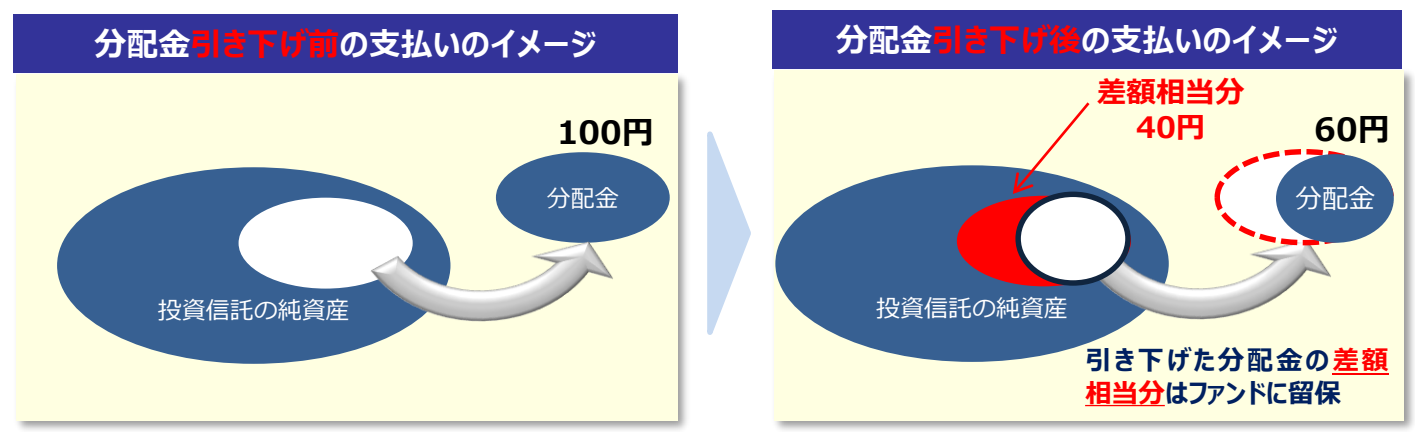 分配金引き下げ前の支払いのイメージ
100円
分配金
投資信託の純資産
分配金引き下げ後の支払いのイメージ
差額相当分
40円
60円
分配金
投資信託の純資産
引き下げた分配金の差額
相当分はファンドに留保